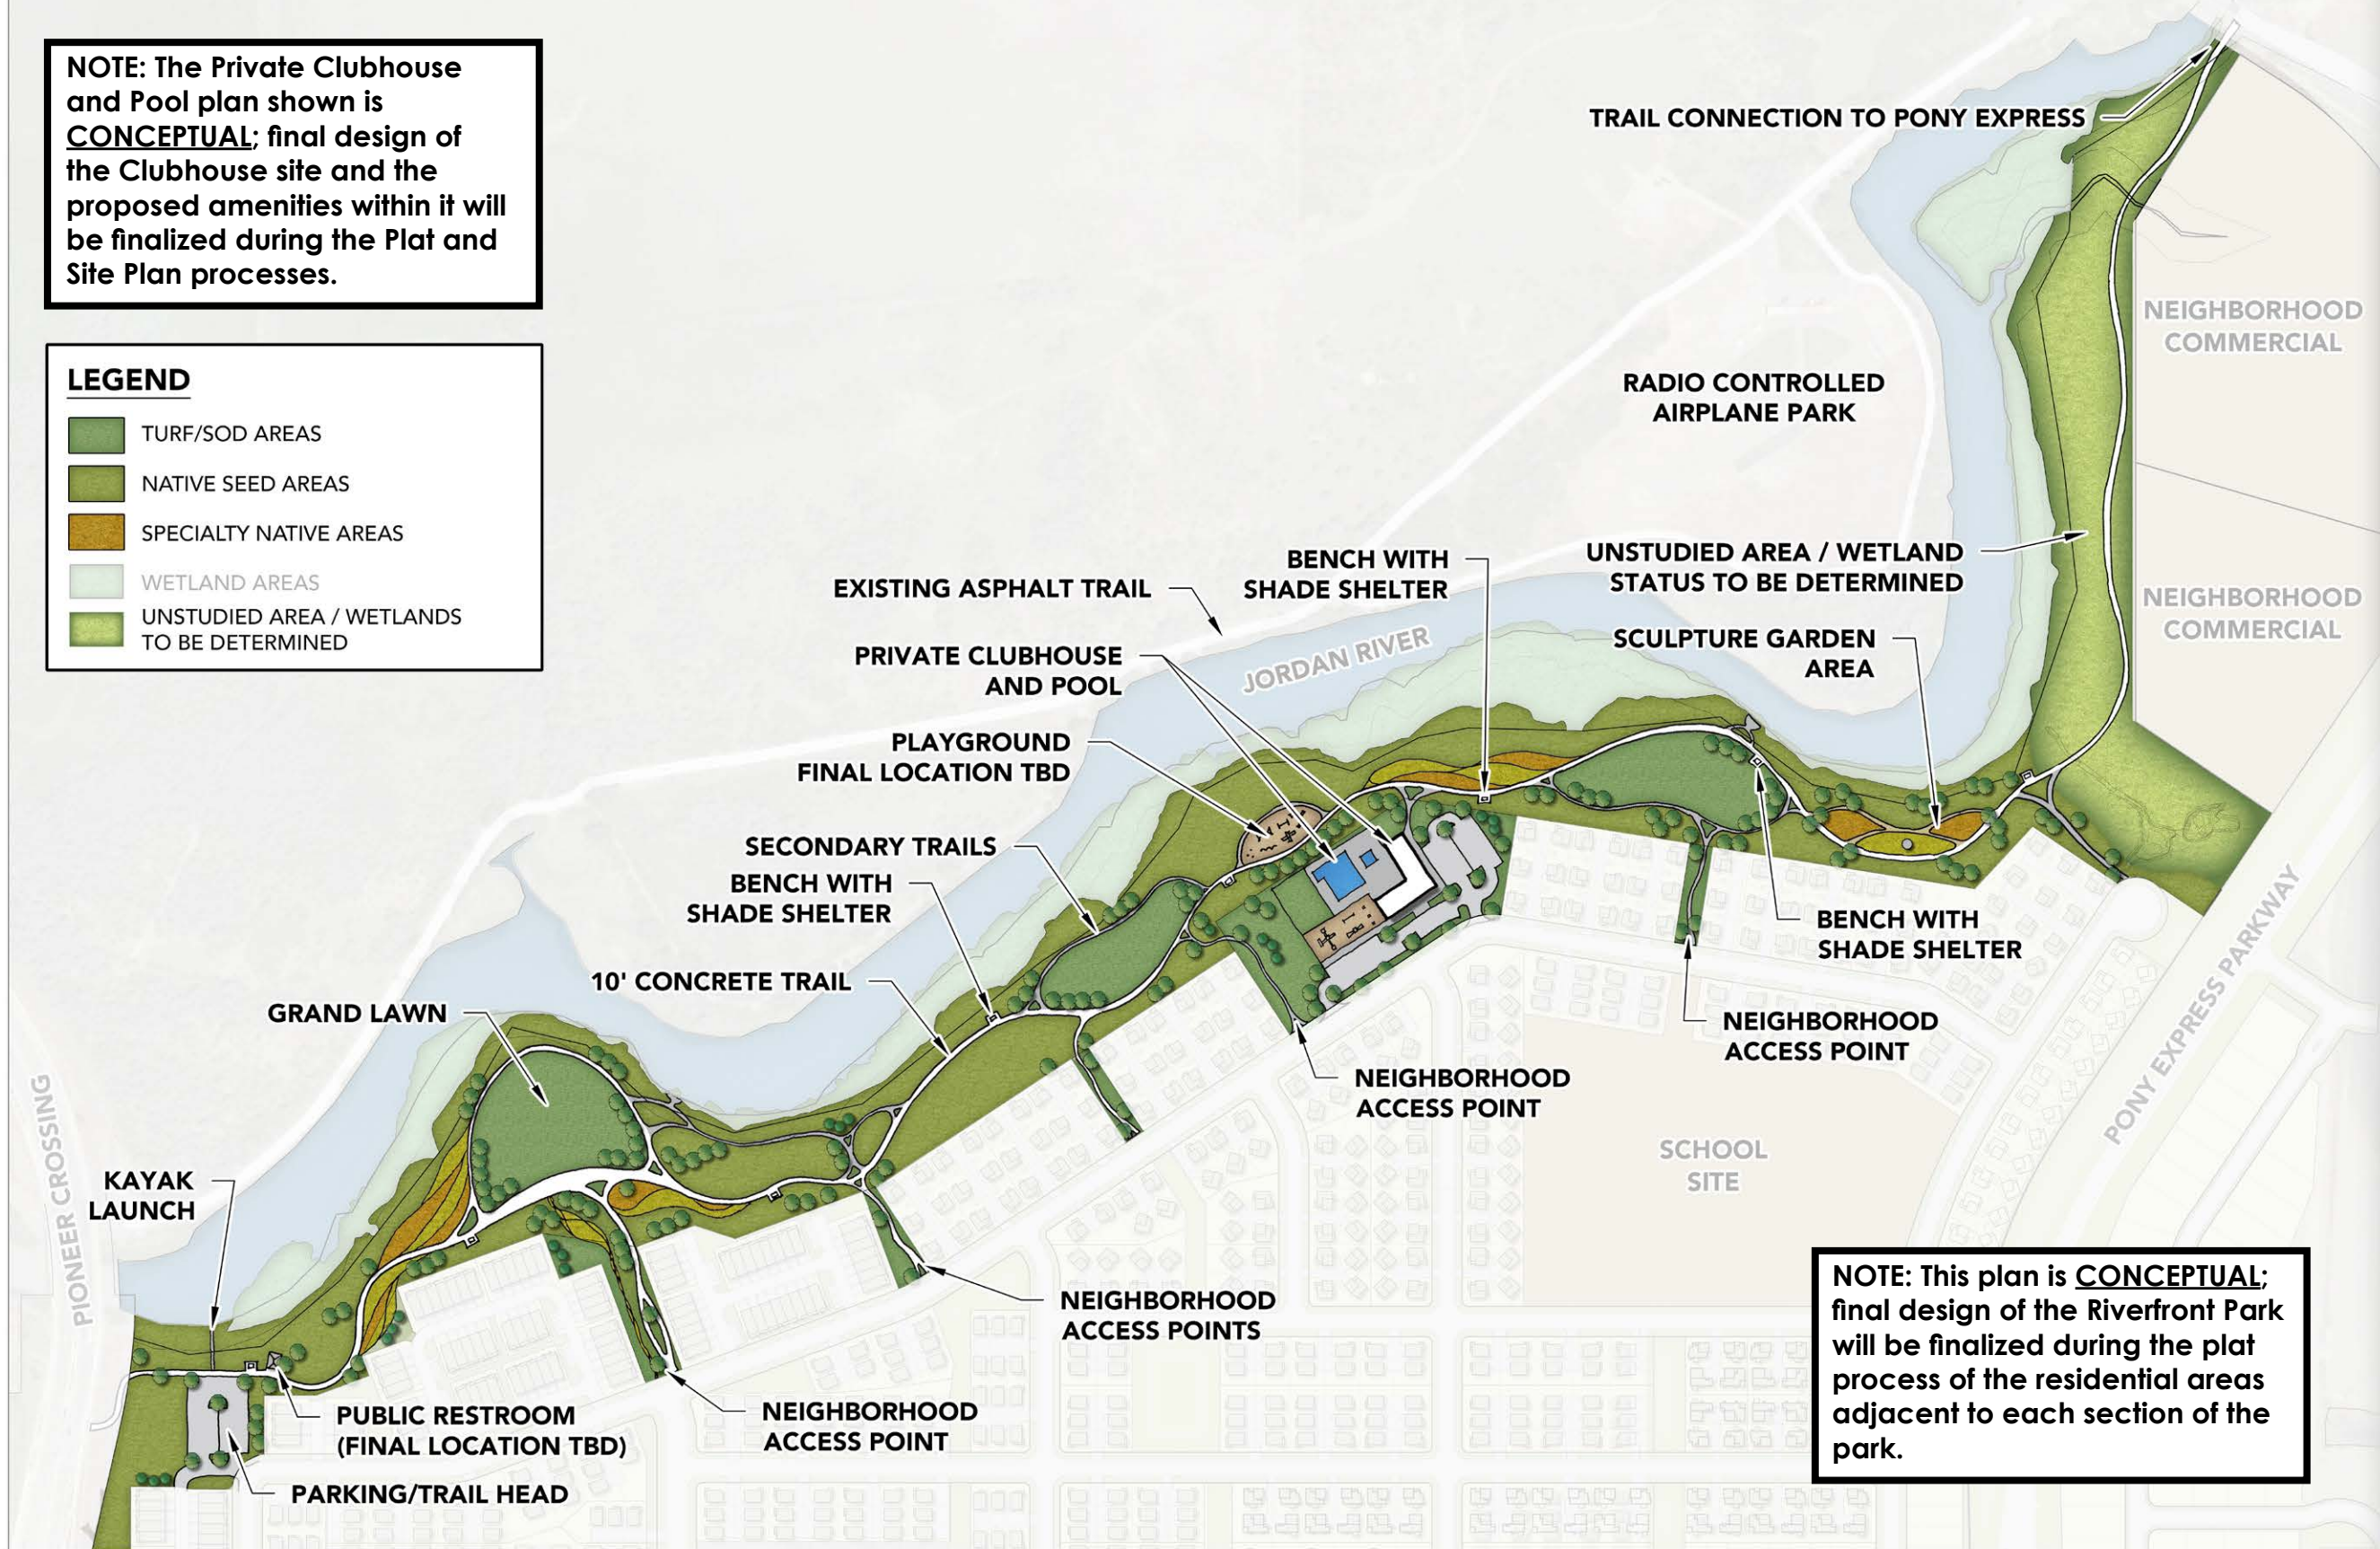 NOTE: The Private Clubhouse
and Pool plan shown is
CONCEPTUAL; final design of
the Clubhouse site and the
proposed amenities within it will
be finalized during the Plat and
Site Plan processes.
LEGEND
TURF/SOD AREAS
NATIVE SEED AREAS
SPECIALTY NATIVE AREAS
WETLAND AREAS
UNSTUDIED AREA / WETLANDS
TO BE DETERMINED
TRAIL CONNECTION TO PONY EXPRESS
NEIGHBORHOOD
COMMERCIAL
RADIO CONTROLLED
AIRPLANE PARK
UNSTUDIED AREA / WETLAND
STATUS TO BE DETERMINED
NEIGHBORHOOD
COMMERCIAL
BENCH WITH
SHADE SHELTER
EXISTING ASPHALT TRAIL
JORDAN RIVER
SCULPTURE GARDEN
AREA
PRIVATE CLUBHOUSE
AND POOL
PLAYGROUND
FINAL LOCATION TBD
SECONDARY TRAILS
BENCH WITH
SHADE SHELTER
BENCH WITH
SHADE SHELTER
10' CONCRETE TRAIL
GRAND LAWN
NEIGHBORHOOD
ACCESS POINT
PONY EXPRESS PARKWAY
NEIGHBORHOOD
ACCESS POINT
SCHOOL
SITE
PIONEER CROSSING
KAYAK
LAUNCH
NEIGHBORHOOD
ACCESS POINTS
NEIGHBORHOOD
ACCESS POINT
PUBLIC RESTROOM
(FINAL LOCATION TBD)
PARKING/TRAIL HEAD
NOTE: This plan is CONCEPTUAL;
final design of the Riverfront Park
will be finalized during the plat
process of the residential areas
adjacent to each section of the
park.